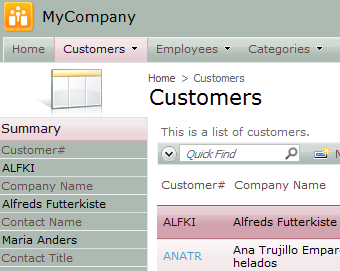 MyCompany
Home Customers Employees Categories
Home > Customers
Customers
This is a list of customers.
Quick Find
Summary
Customer#
ALFKI
Company Name
Alfreds Futterkiste
Contact Name
Maria Anders
Contact Title
Customer# Company Name
ALFKI Alfreds Futterkiste
ANATR Ana Trujillo Empared
helados